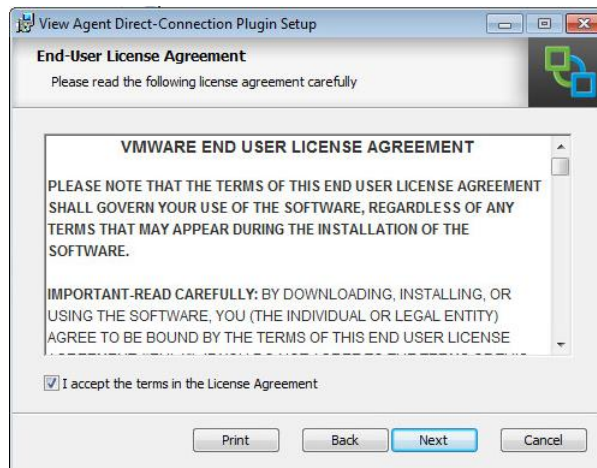 View Agent Direct-Connection Plugin Setup
End-User License Agreement
Please read the following license agreement carefully
VMWARE END USER LICENSE AGREEMENT
PLEASE NOTE THAT THE TERMS OF THIS END USER LICENSE AGREEMENT
SHALL GOVERN YOUR USE OF THE SOFTWARE, REGARDLESS OF ANY
TERMS THAT MAY APPEAR DURING THE INSTALLATION OF THE
SOFTWARE.
IMPORTANT-READ CAREFULLY: BY DOWNLOADING, INSTALLING, OR
USING THE SOFTWARE, YOU (THE INDIVIDUAL OR LEGAL ENTITY)
AGREE TO BE BOUND BY THE TERMS OF THIS END USER LICENSE
I accept the terms in the License Agreement
Print Back Next Cancel